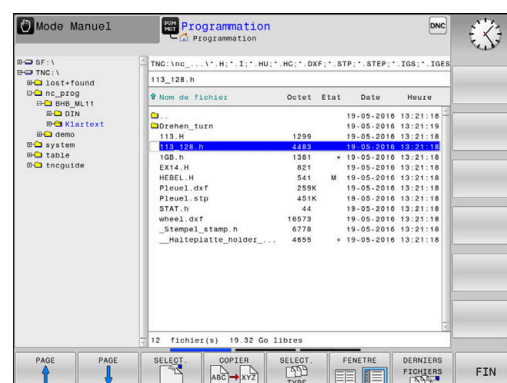 Mode Manuel
PGM
MGT
Programmation
Programmation
DNC
SF:\
TNC:\
lost+found
nc_prog
BHB_ML11
DIN
Klartext
demo
system
table
tncguide
TNC:\nc_...\*.H;*.I;*.HU;*.HC;*.DXF;*.STP;*.STEP;*.IGS;*.IGES
113_128.h
Nom de fichier Octet Etat Date Heure
.. 19-05-2016 13:21:18
Drehen_turn 19-05-2016 13:21:19
113.H 1299 19-05-2016 13:21:18
113_128.h 4483 19-05-2016 13:21:18
1GB.h 1381 + 19-05-2016 13:21:18
EX14.H 821 19-05-2016 13:21:18
HEBEL.H 541 M 19-05-2016 13:21:18
Pleuel.dxf 259K 19-05-2016 13:21:18
Pleuel.stp 451K 19-05-2016 13:21:18
STAT.h 44 19-05-2016 13:21:18
wheel.dxf 16573 19-05-2016 13:21:18
_Stempel_stamp.h 6778 19-05-2016 13:21:18
__Halteplatte_holder_... 4655 + 19-05-2016 13:21:18
12 fichier(s) 19.32 Go libres
PAGE
PAGE
SELECT.
COPIER
ABC XYZ
SELECT.
TYPE
FENETRE
DERNIERS
FICHIERS
FIN